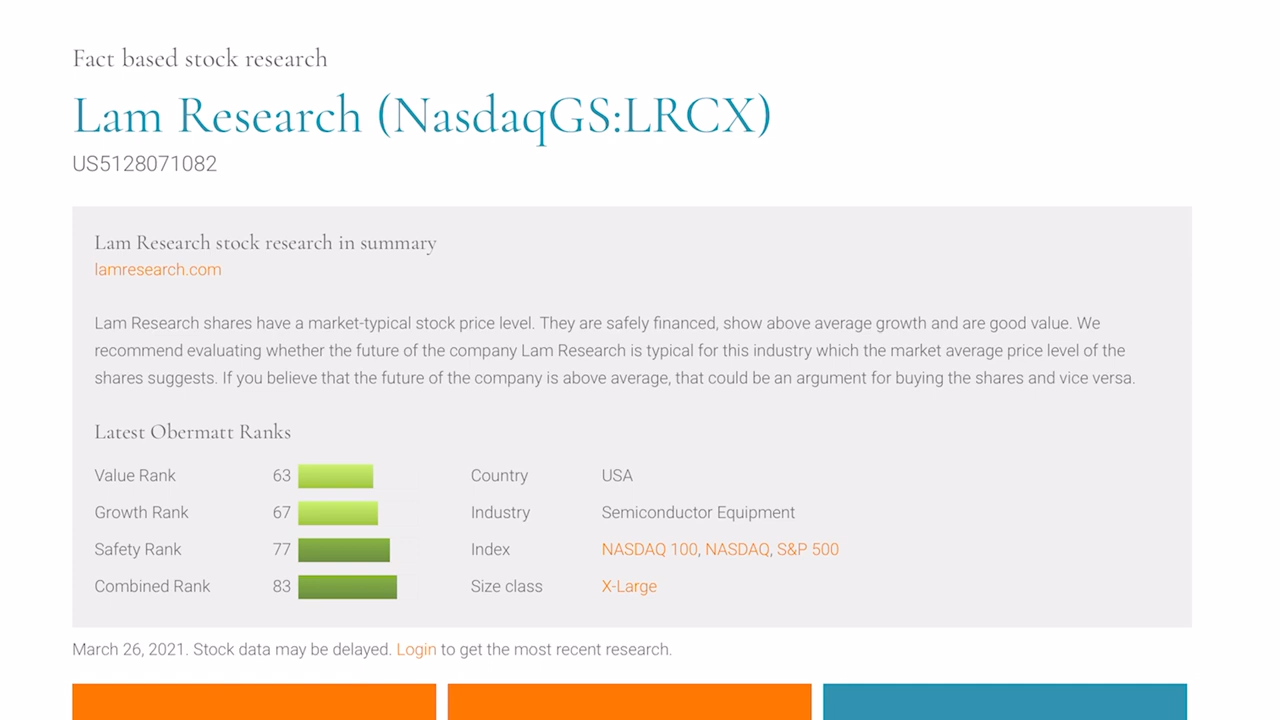 Fact based stock research
Lam Research (NasdaqGS:LRCX)
US5128071082
Lam Research stock research in summary
lamresearch.com
Lam Research shares have a market-typical stock price level. They are safely financed, show above average growth and are good value. We
recommend evaluating whether the future of the company Lam Research is typical for this industry which the market average price level of the
shares suggests. If you believe that the future of the company is above average, that could be an argument for buying the shares and vice versa.
Latest Obermatt Ranks
Value Rank 63 Country USA
Growth Rank 67 Industry Semiconductor Equipment
Safety Rank 77 Index NASDAQ 100, NASDAQ, S&P 500
Combined Rank 83 Size class X-Large
March 26, 2021. Stock data may be delayed. Login to get the most recent research.